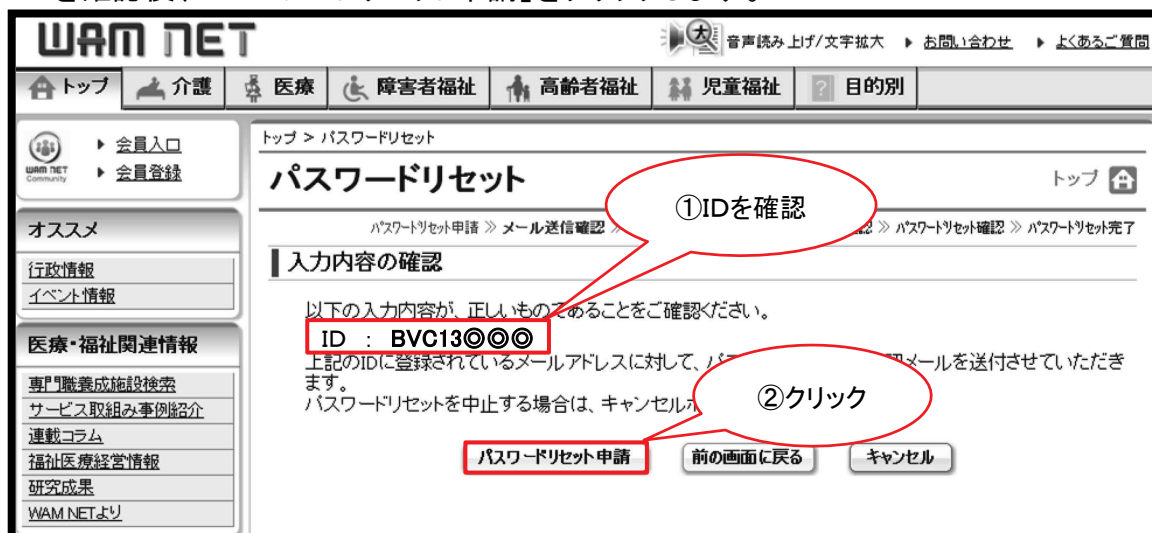 WAM NET
音声読み上げ/文字拡大 お問い合わせ よくあるご質問
トップ 介護 医療 障害者福祉 高齢者福祉 児童福祉 ? 目的別
会員入口
会員登録
WAM NET
Community
トップ > パスワードリセット
パスワードリセット
トップ
①IDを確認
パスワードリセット申請 ≫ メール送信確認 ≫ ≫ パスワードリセット確認 ≫ パスワードリセット完了
オススメ
行政情報
イベント情報
入力内容の確認
以下の入力内容が、正しいものであることをご確認ください。
ID : BVC13◎◎◎
上記のIDに登録されているメールアドレスに対して、パ メールを送付させていただき
ます。
パスワードリセットを中止する場合は、キャンセルボ
②クリック
パスワードリセット申請 前の画面に戻る キャンセル
医療・福祉関連情報
専門職養成施設検索
サービス取組み事例紹介
連載コラム
福祉医療経営情報
研究成果
WAM NETより